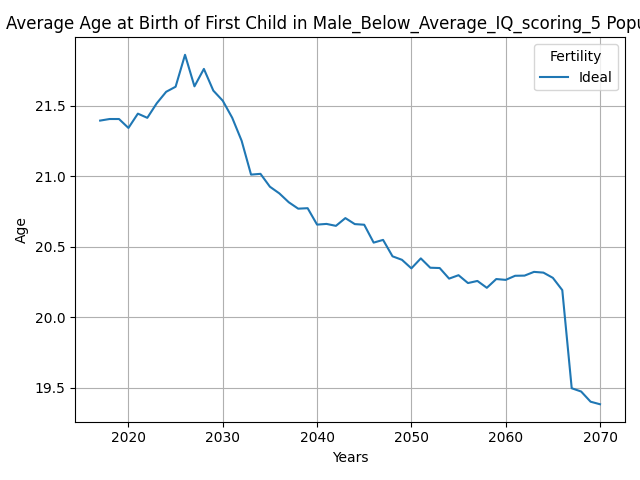 Average Age at Birth of First Child in Male_Below_Average_IQ_scoring_5 Popu
Fertility
Ideal
21.5
21.0
20.5
20.0
19.5
Age
2020 2030 2040 2050 2060 2070
Years